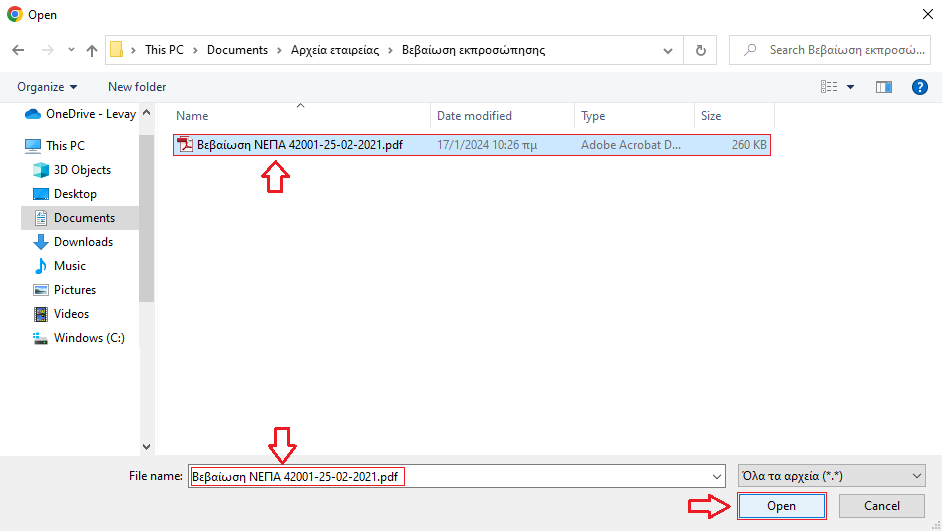 Open
This PC > Documents > Αρχεία εταιρείας > Βεβαίωση εκπροσώπησης
Search Βεβαίωση εκπροσώ...
Organize
New folder
OneDrive - Levay
This PC
3D Objects
Desktop
Documents
Downloads
Music
Pictures
Videos
Windows (C:)
Name Date modified Type Size
Βεβαίωση ΝΕΠΑ 42001-25-02-2021.pdf 17/1/2024 10:26 πμ Adobe Acrobat D... 260 KB
File name: Βεβαίωση ΝΕΠΑ 42001-25-02-2021.pdf
Όλα τα αρχεία (*.*)
Open Cancel